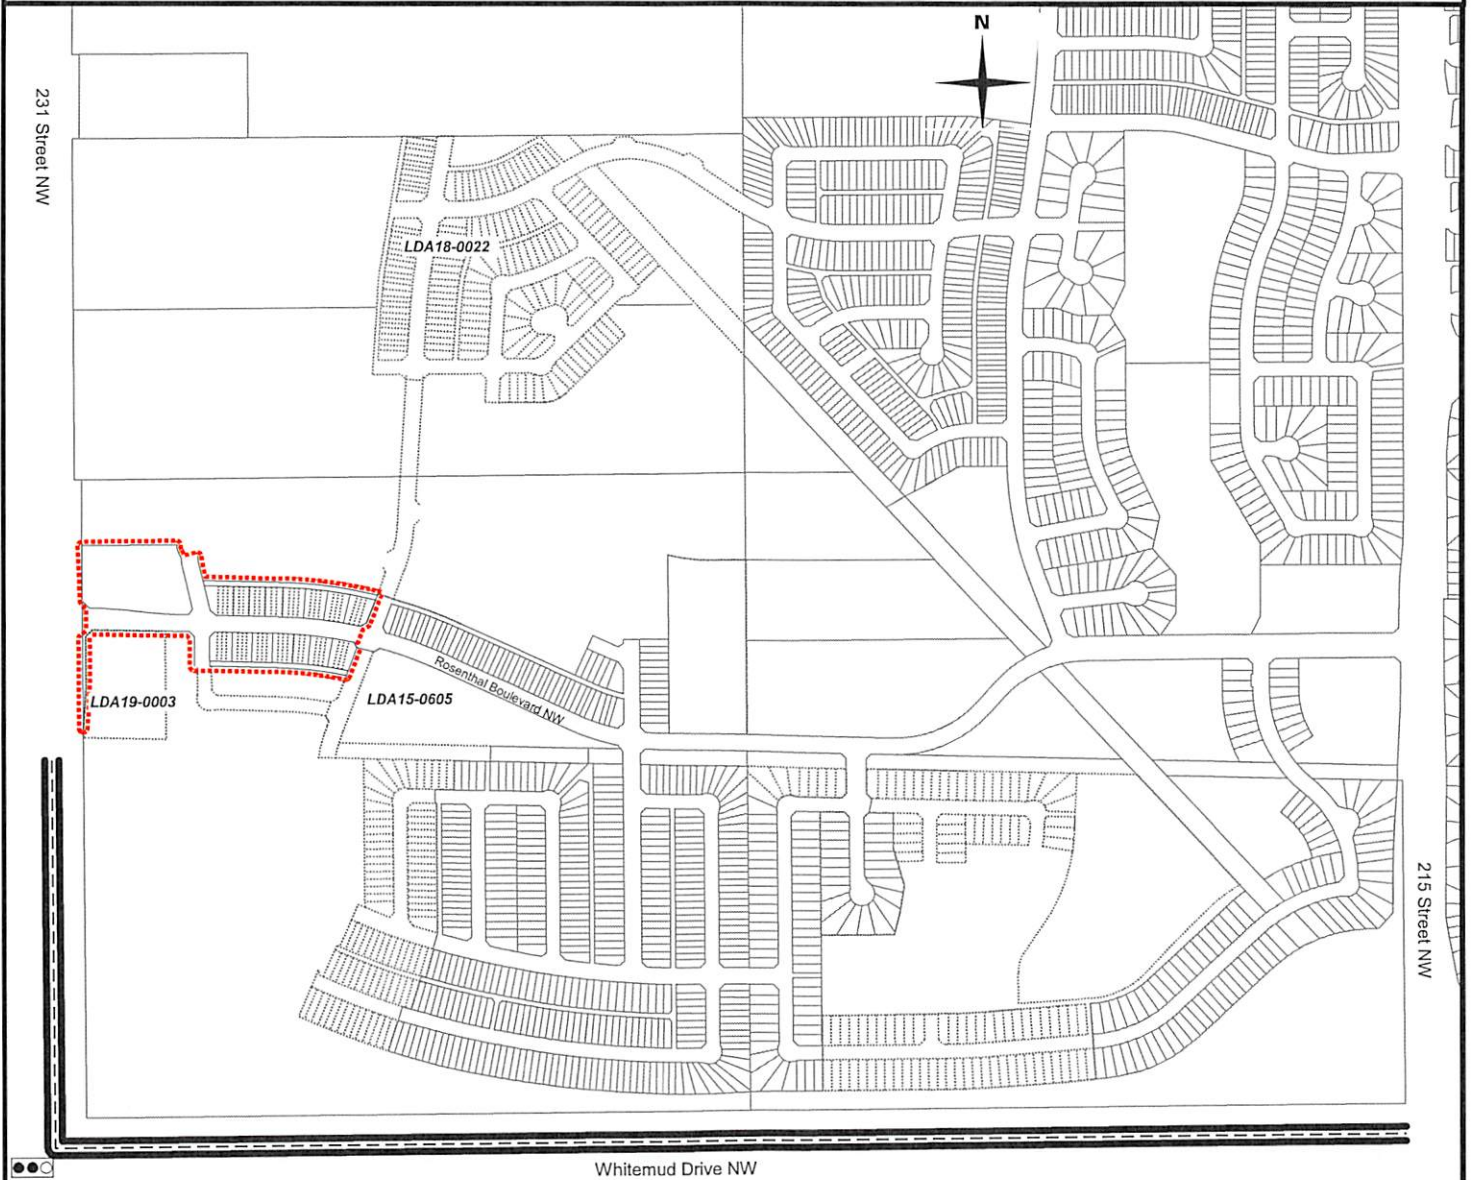 N
231 Street NW
LDA18-0022
LDA19-0003
LDA15-0605
Rosenthal Boulevard NW
215 Street NW
Whitemud Drive NW